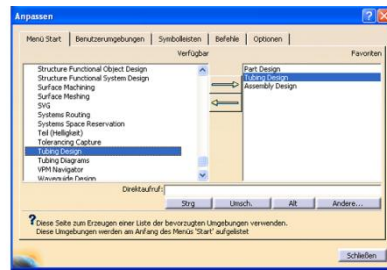 Anpassen
Menü Start
Benutzerumgebungen
Symbolleisten
Befehle
Optionen
Verfügbar
Favoriten
Structure Functional Object Design
Structure Functional System Design
Surface Machining
Surface Meshing
SVG
Systems Routing
Systems Space Reservation
Teil (Helligkeit)
Tolerancing Capture
Tubing Design
Tubing Diagrams
VPM Navigator
Waveguide Design
Part Design
Tubing Design
Assembly Design
Direktaufruf:
Strg
Umsch.
Alt
Andere...
Diese Seite zum Erzeugen einer Liste der bevorzugten Umgebungen verwenden.
Diese Umgebungen werden am Anfang des Menüs 'Start' aufgelistet
Schließen